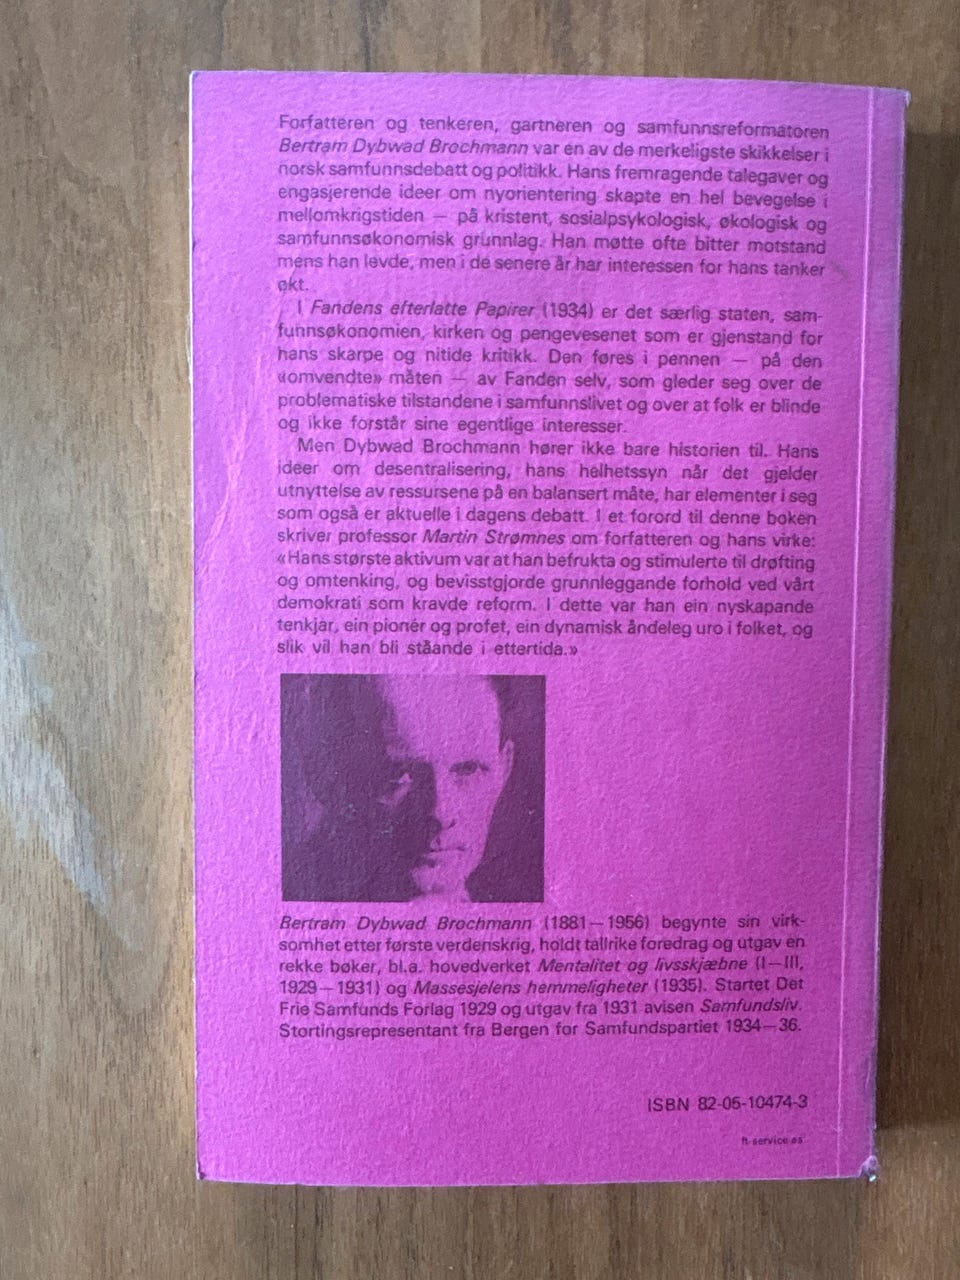 Forfatteren og tenkeren, gartneren og samfunnsreformatoren
Bertram Dybwad Brochmann var en av de merkeligste skikkelser i
norsk samfunnsdebatt og politikk. Hans fremragende talegaver og
engasjerende ideer om nyorientering skapte en hel bevegelse i
mellomkrigstiden — på kristent, sosialpsykologisk, økologisk og
samfunnsøkonomisk grunnlag. Han møtte ofte bitter motstand
mens han levde, men i de senere år har interessen for hans tanker
økt.
I Fandens efterlatte Papirer (1934) er det særlig staten, sam-
funnsøkonomien, kirken og pengevesenet som er gjenstand for
hans skarpe og nitide kritikk. Den føres i pennen — på den
«omvendte» måten — av Fanden selv, som gleder seg over de
problematiske tilstandene i samfunnslivet og over at folk er blinde
og ikke forstår sine egentlige interesser.
Men Dybwad Brochmann hører ikke bare historien til. Hans
ideer om desentralisering, hans helhetssyn når det gjelder
utnyttelse av ressursene på en balansert måte, har elementer i seg
som også er aktuelle i dagens debatt. I et forord til denne boken
skriver professor Martin Strømnes om forfatteren og hans virke:
«Hans største aktivum var at han befrukta og stimulerte til drøfting
og omtenking, og bevisstgjorde grunnleggande forhold ved vårt
demokrati som kravde reform. I dette var han ein nyskapande
tenkjar, ein pionér og profet, ein dynamisk åndeleg uro i folket, og
slik vil han bli ståande i ettertida.»
Bertram Dybwad Brochmann (1881–1956) begynte sin virk-
somhet etter første verdenskrig, holdt tallrike foredrag og utgav en
rekke bøker, bl.a. hovedverket Mentalitet og livsskjæbne (I–III,
1929–1931) og Massesjelens hemmeligheter (1935). Startet Det
Frie Samfunds Forlag 1929 og utgav fra 1931 avisen Samfundsliv.
Stortingsrepresentant fra Bergen for Samfundspartiet 1934–36.
ISBN 82-05-10474-3
ft-service as